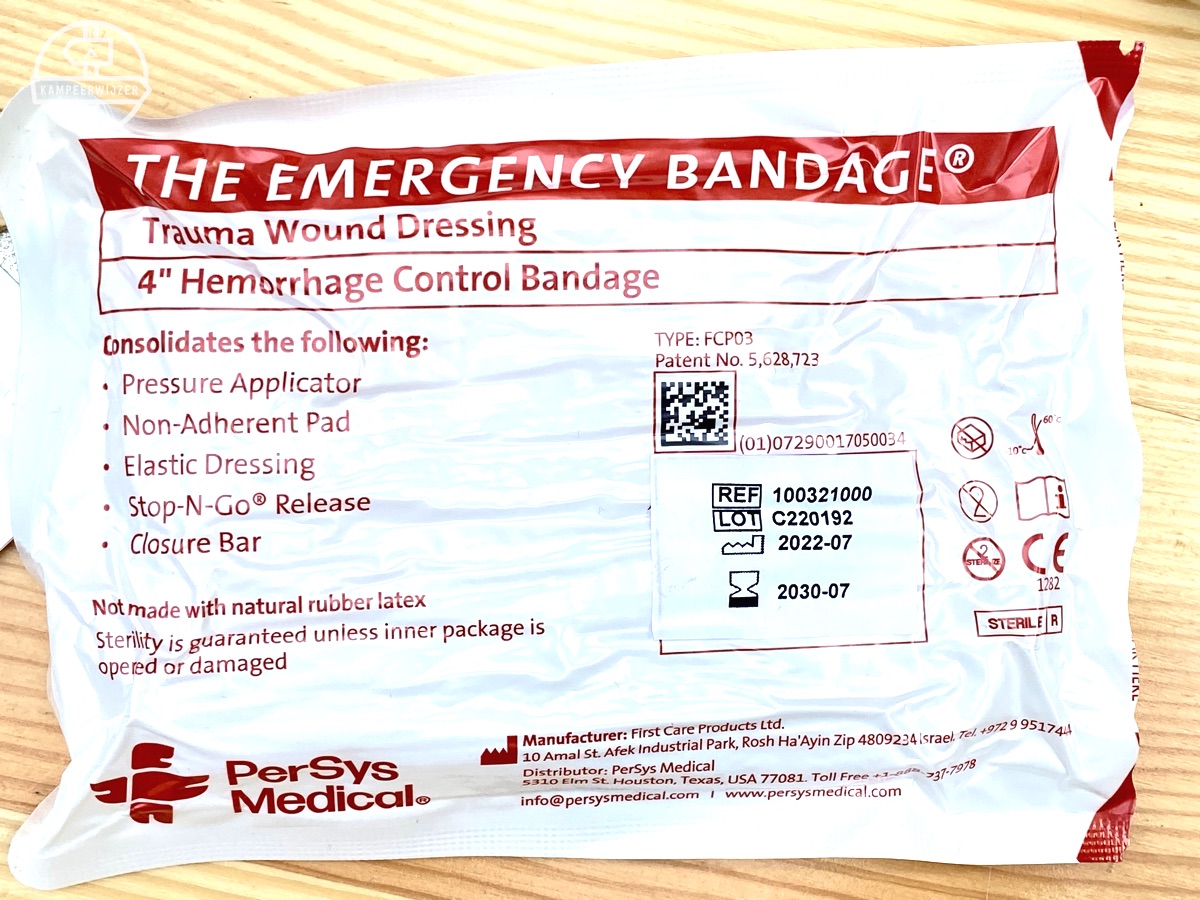 KAMPEERWIJZER
THE EMERGENCY BANDAGE®
Trauma Wound Dressing
4" Hemorrhage Control Bandage
Consolidates the following:
• Pressure Applicator
• Non-Adherent Pad
• Elastic Dressing
• Stop-N-Go® Release
• Closure Bar
Not made with natural rubber latex
Sterility is guaranteed unless inner package is
opened or damaged
TYPE: FCP03
Patent No. 5,628,723
(01)07290017050034
REF 100321000
LOT C220192
2022-07
2030-07
60°C
10°C
2
i
2
STERILIZE
CE
1282
STERILE R
PerSys
Medical®
Manufacturer: First Care Products Ltd.
10 Amal St. Afek Industrial Park, Rosh Ha'Ayin Zip 4809234 Israel. Tel. +972 9 951744
Distributor: PerSys Medical
5310 Elm St. Houston, Texas, USA 77081. Toll Free 737-7978
info@persysmedical.com | www.persysmedical.com